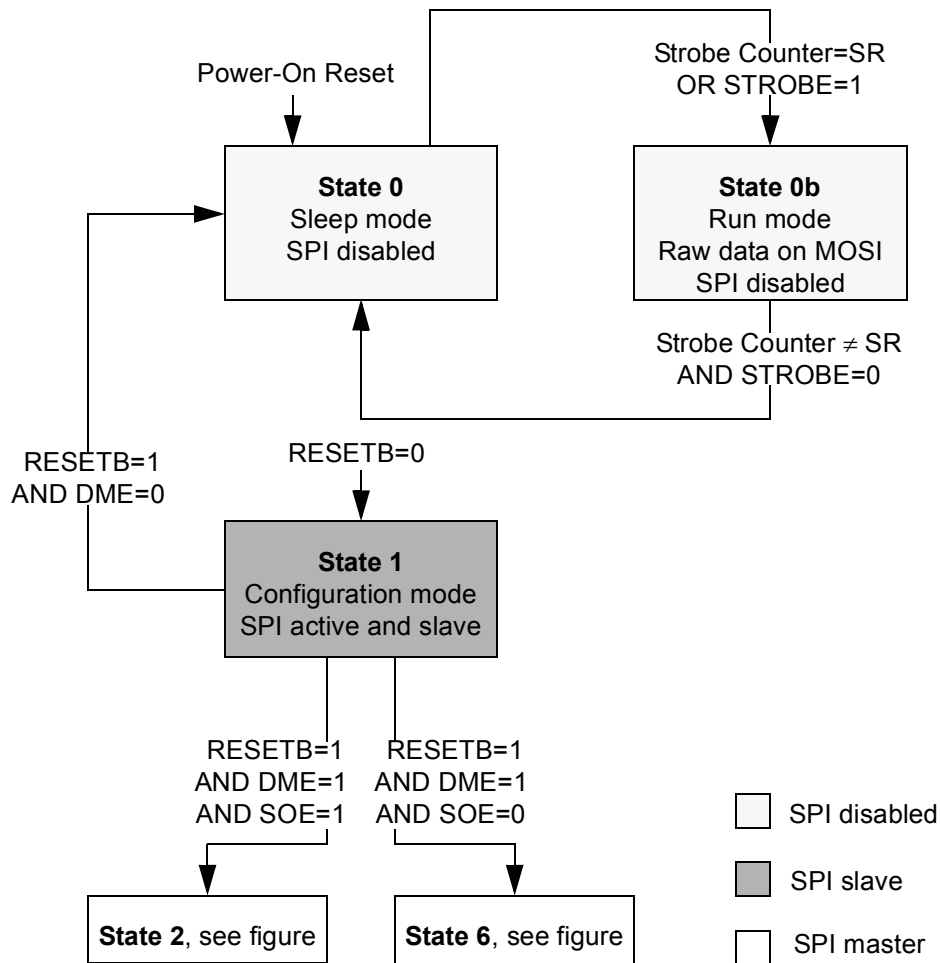 Power-On Reset
Strobe Counter=SR
OR STROBE=1
State 0
Sleep mode
SPI disabled
State 0b
Run mode
Raw data on MOSI
SPI disabled
Strobe Counter ≠ SR
AND STROBE=0
RESETB=1
AND DME=0
RESETB=0
State 1
Configuration mode
SPI active and slave
RESETB=1
AND DME=1
AND SOE=1
RESETB=1
AND DME=1
AND SOE=0
State 2, see figure
State 6, see figure
SPI disabled
SPI slave
SPI master